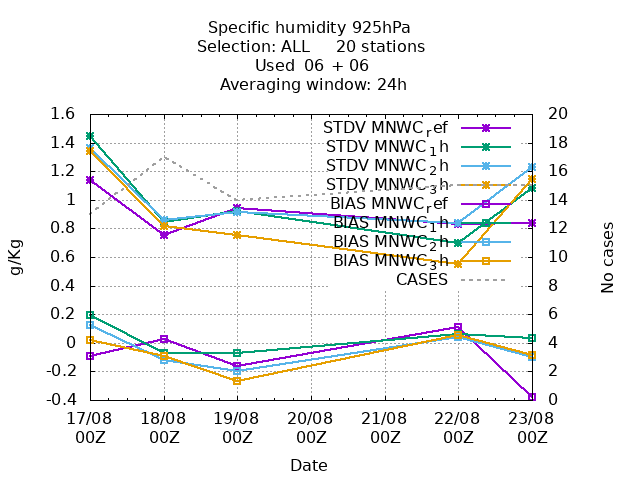 Specific humidity 925hPa
Selection: ALL 20 stations
Used 06 + 06
Averaging window: 24h
STDV MNWC_ref
STDV MNWC_1h
STDV MNWC_2h
STDV MNWC_3h
BIAS MNWC_ref
BIAS MNWC_1h
BIAS MNWC_2h
BIAS MNWC_3h
CASES
g/Kg
1.6
1.4
1.2
1
0.8
0.6
0.4
0.2
0
-0.2
-0.4
No cases
20
18
16
14
12
10
8
6
4
2
0
17/08 18/08 19/08 20/08 21/08 22/08 23/08
00Z 00Z 00Z 00Z 00Z 00Z 00Z
Date